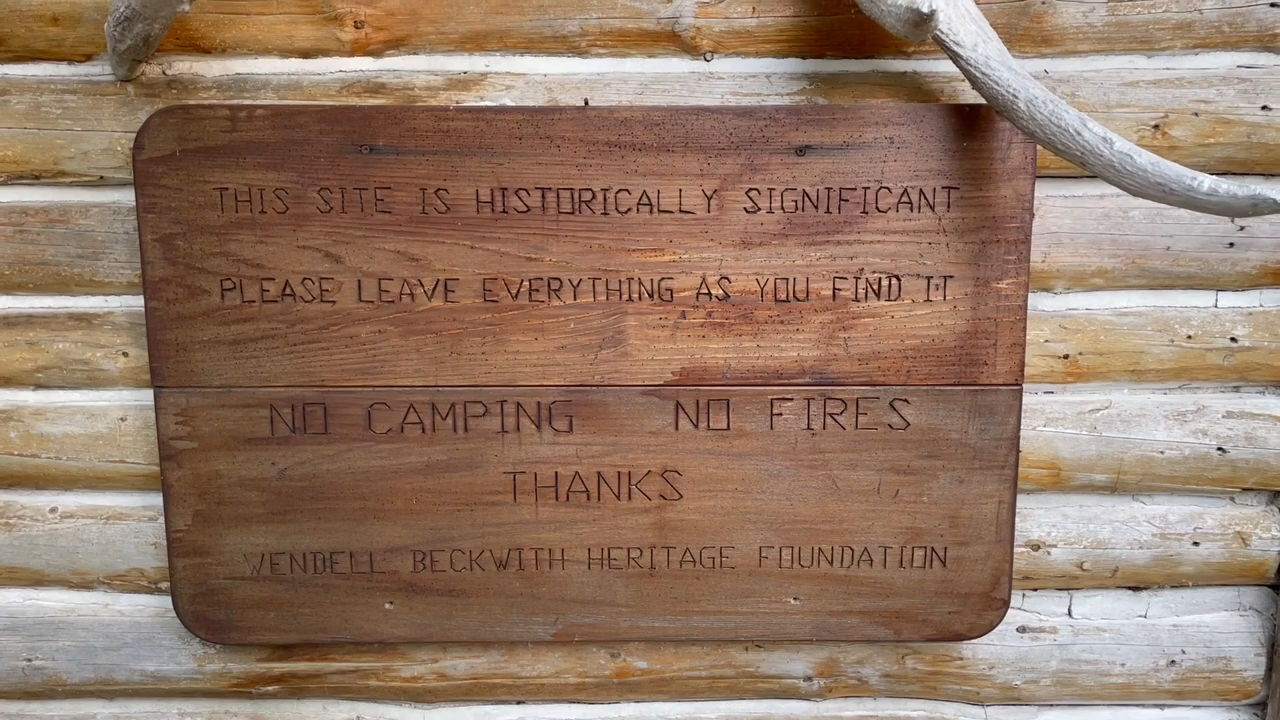 THIS SITE IS HISTORICALLY SIGNIFICANT
PLEASE LEAVE EVERYTHING AS YOU FIND IT
NO CAMPING NO FIRES
THANKS
WENDELL BECKWITH HERITAGE FOUNDATION